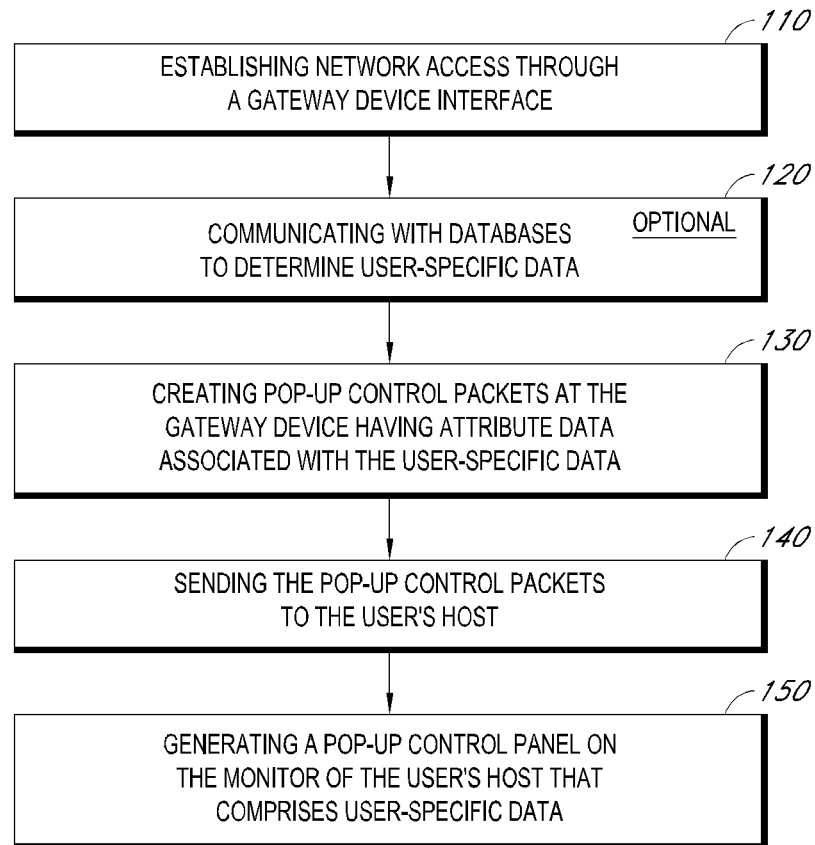 110
ESTABLISHING NETWORK ACCESS THROUGH
A GATEWAY DEVICE INTERFACE
120
OPTIONAL
COMMUNICATING WITH DATABASES
TO DETERMINE USER-SPECIFIC DATA
130
CREATING POP-UP CONTROL PACKETS AT THE
GATEWAY DEVICE HAVING ATTRIBUTE DATA
ASSOCIATED WITH THE USER-SPECIFIC DATA
140
SENDING THE POP-UP CONTROL PACKETS
TO THE USER'S HOST
150
GENERATING A POP-UP CONTROL PANEL ON
THE MONITOR OF THE USER'S HOST THAT
COMPRISES USER-SPECIFIC DATA